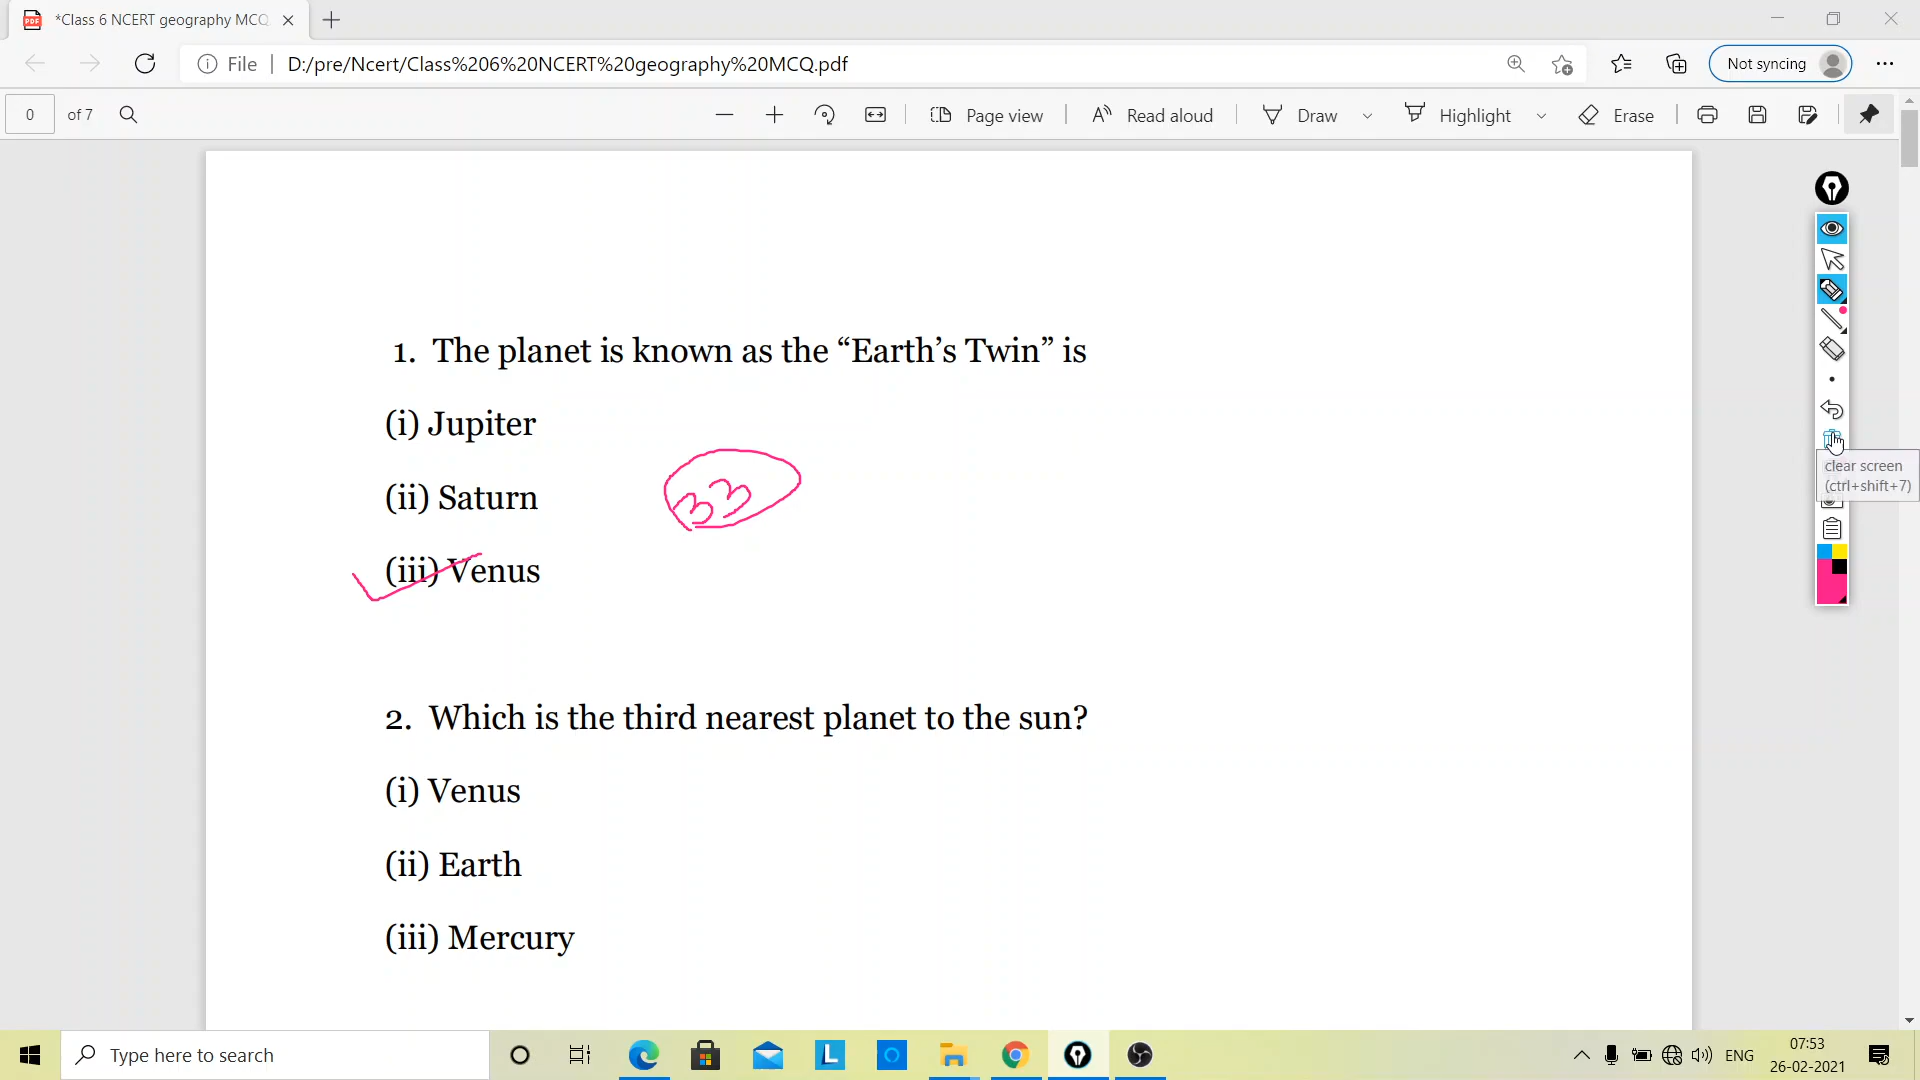 *Class 6 NCERT geography MCQ
File
D:/pre/Ncert/Class%206%20NCERT%20geography%20MCQ.pdf
Not syncing
0 of 7
Page view
Read aloud
Draw
Highlight
Erase
1. The planet is known as the “Earth’s Twin” is
(i) Jupiter
(ii) Saturn
33
(iii) Venus
2. Which is the third nearest planet to the sun?
(i) Venus
(ii) Earth
(iii) Mercury
clear screen
(ctrl+shift+7)
Type here to search
ENG
07:53
26-02-2021